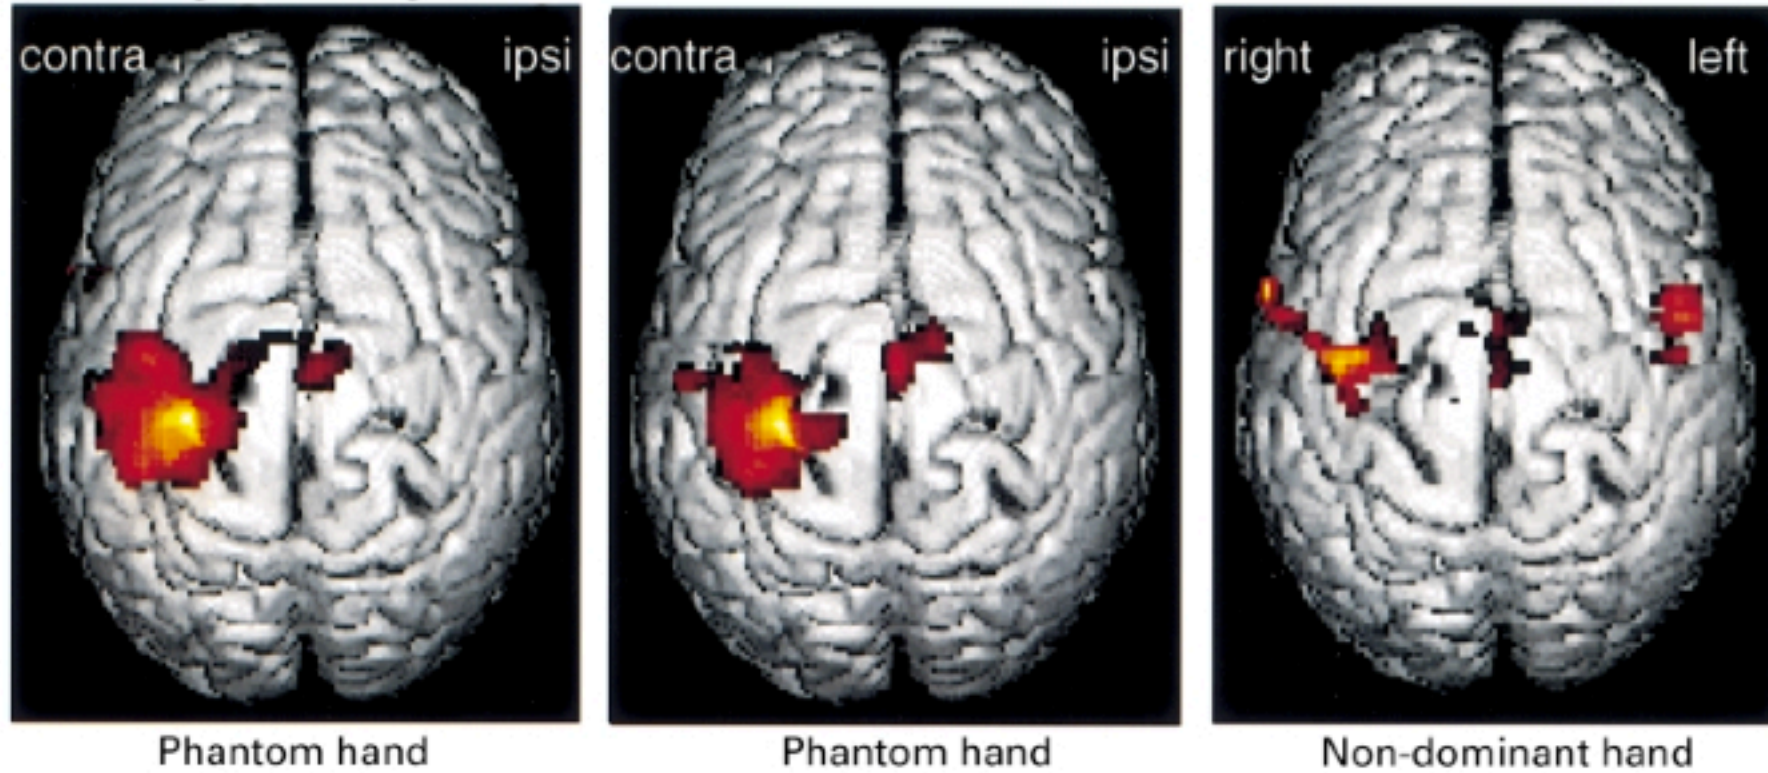 contra ipsi
contra ipsi
right left
Phantom hand
Phantom hand
Non-dominant hand